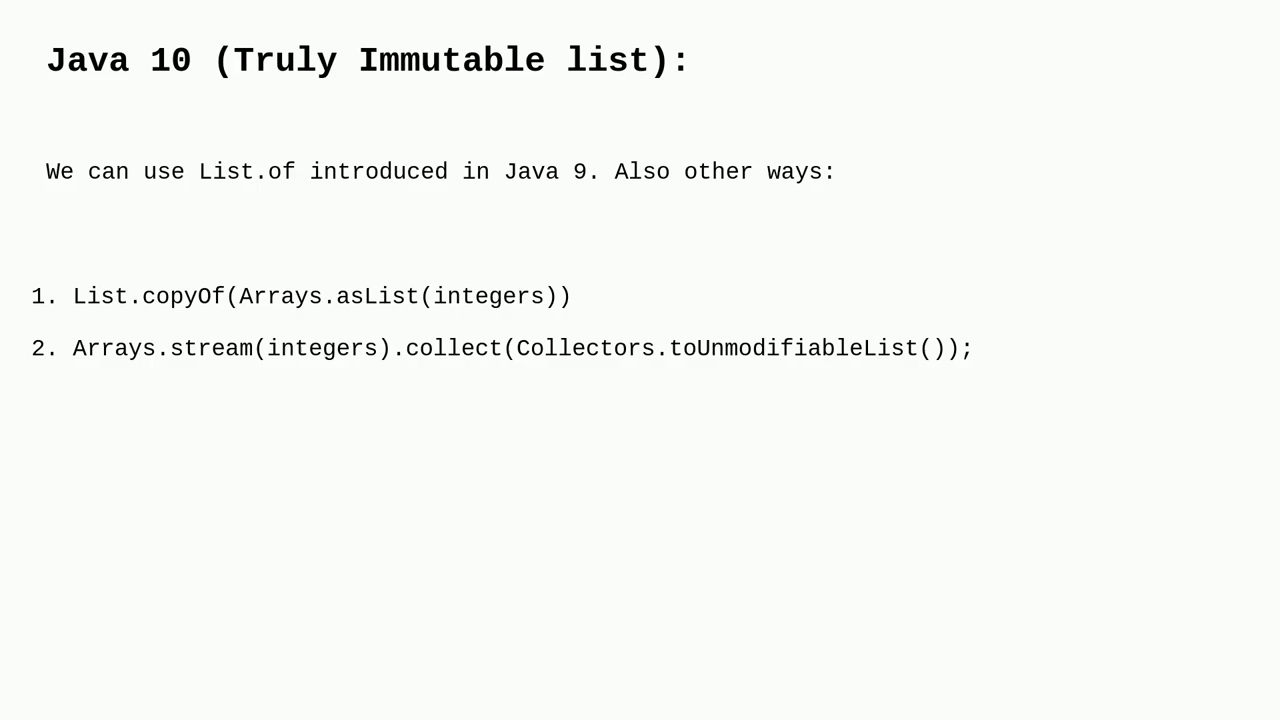 Java 10 (Truly Immutable list):
We can use List.of introduced in Java 9. Also other ways:
1. List.copyOf(Arrays.asList(integers))
2. Arrays.stream(integers).collect(Collectors.toUnmodifiableList());